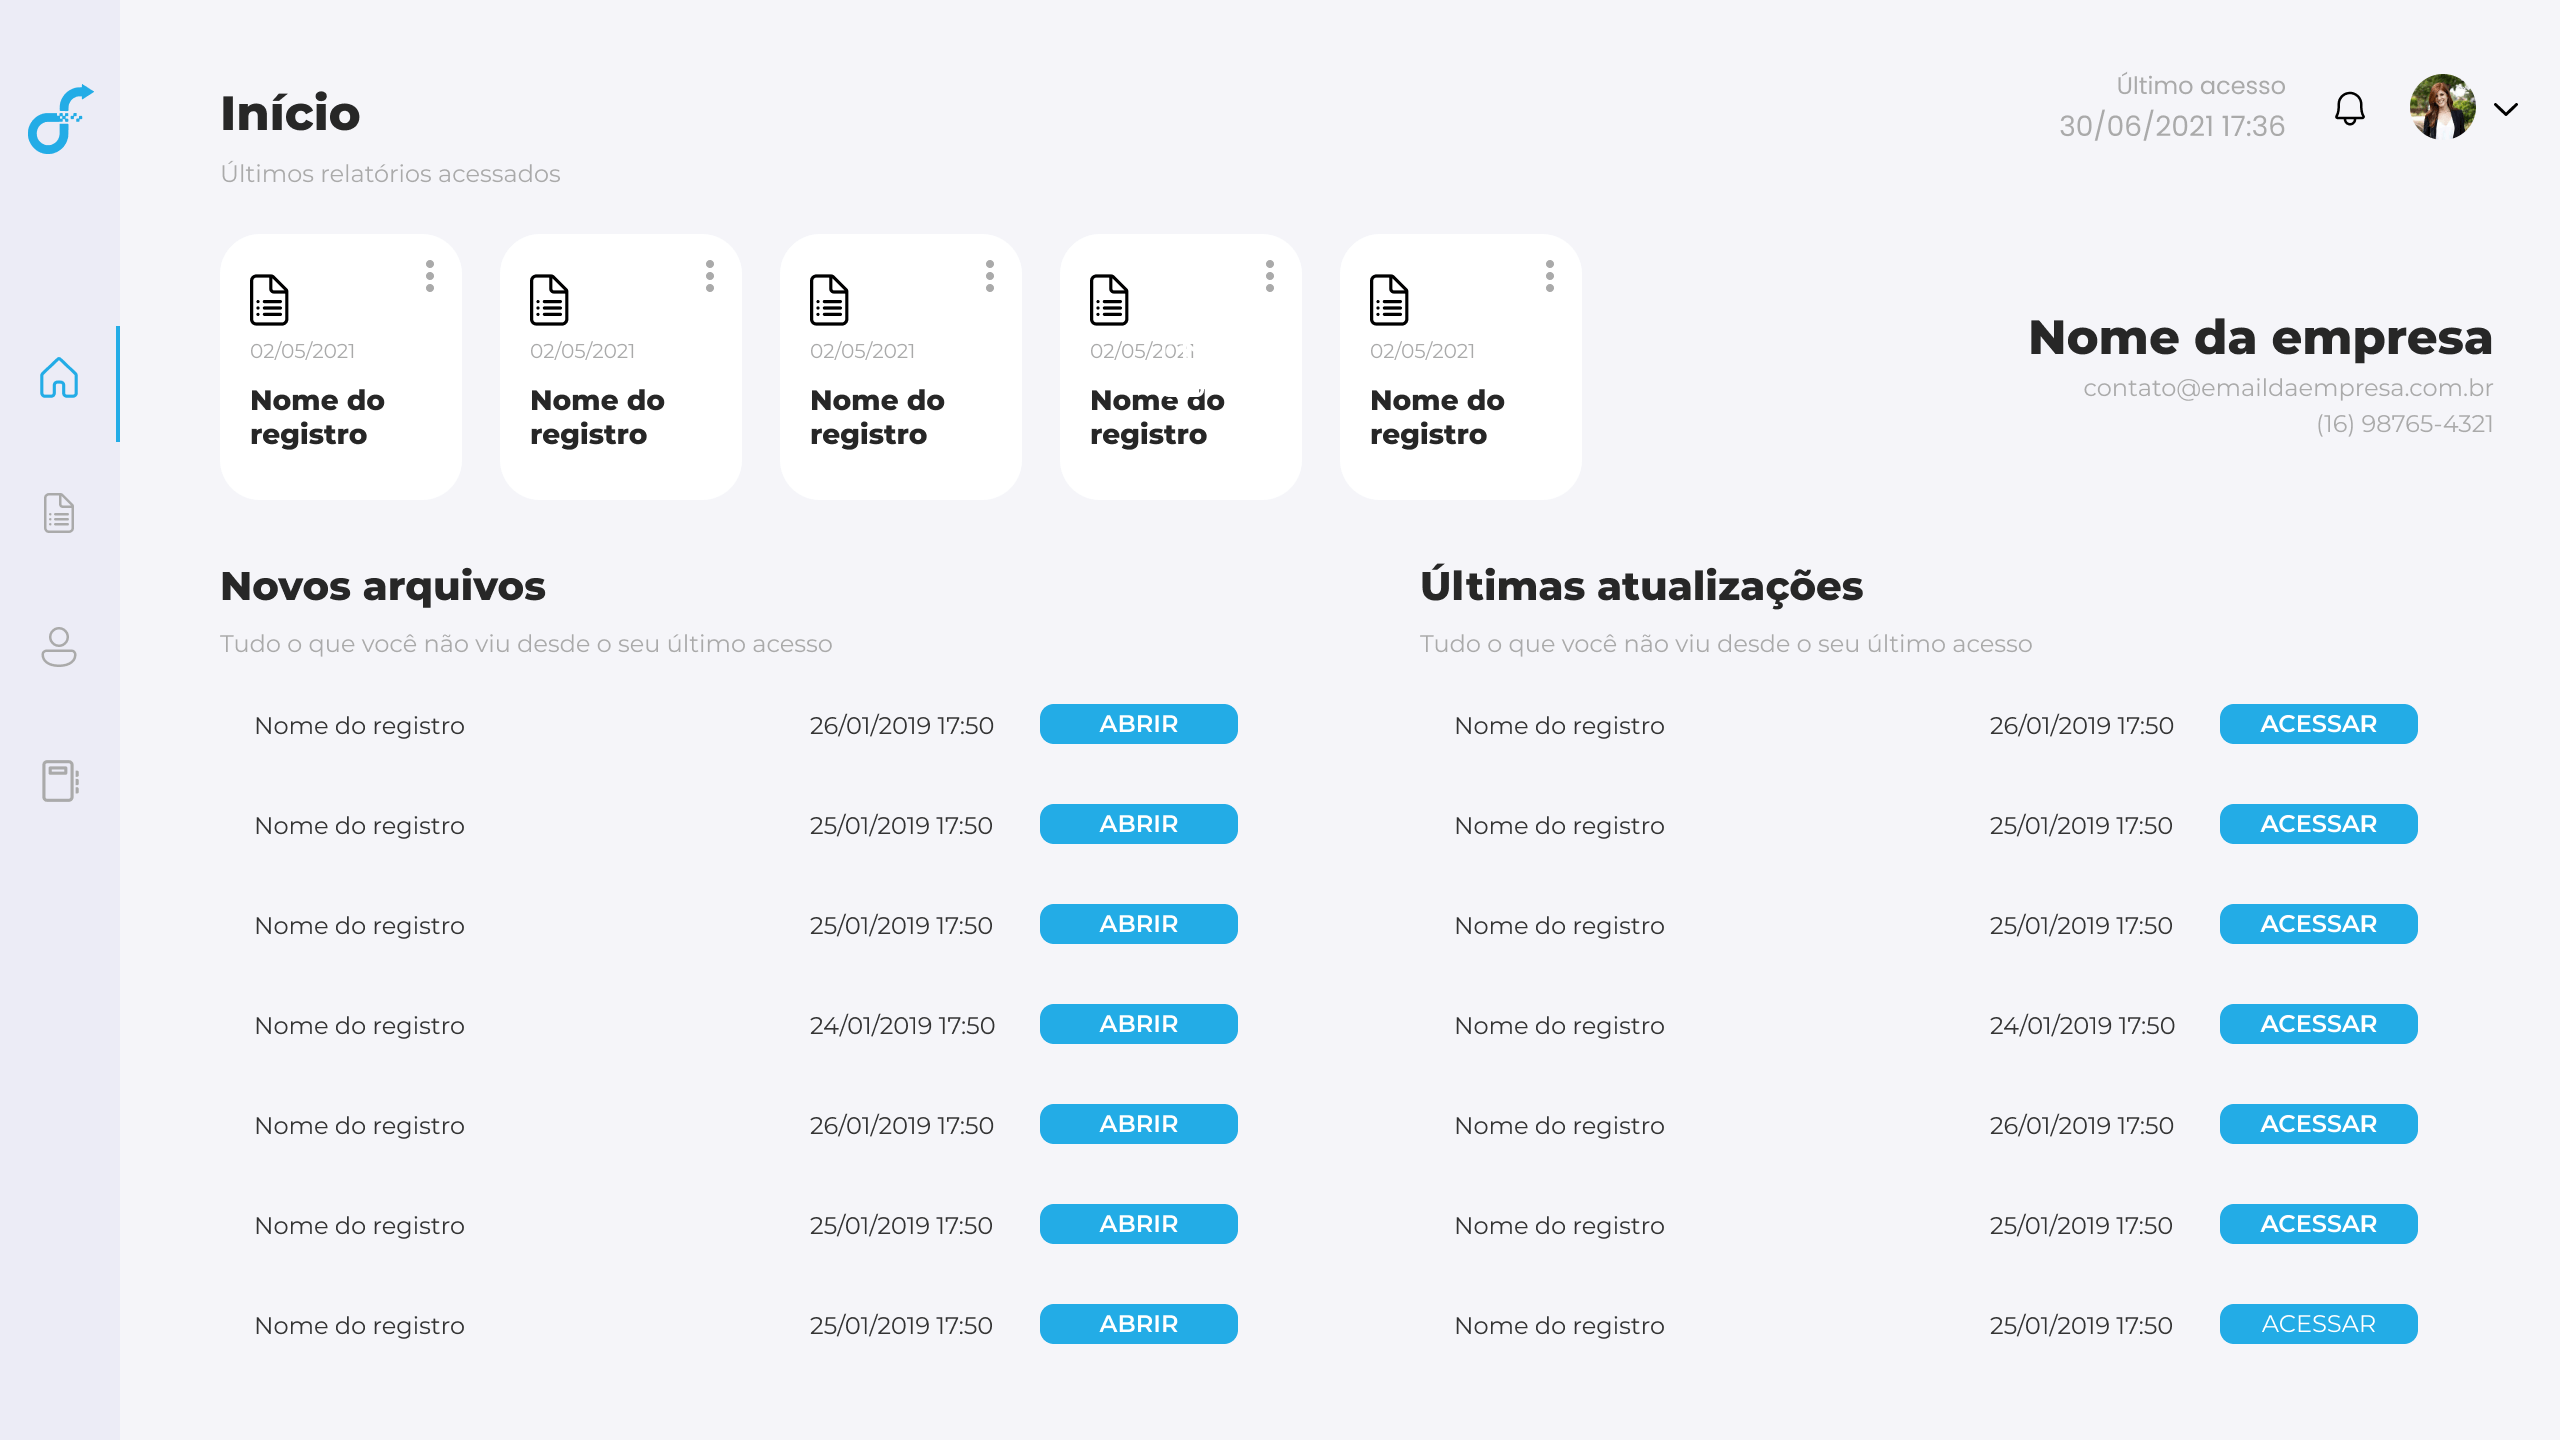 Início
Últimos relatórios acessados
Último acesso
30/06/2021 17:36
02/05/2021
Nome do
registro
02/05/2021
Nome do
registro
02/05/2021
Nome do
registro
02/05/2021
Nome do
registro
02/05/2021
Nome do
registro
Nome da empresa
contato@emaildaempresa.com.br
(16) 98765-4321
Novos arquivos
Tudo o que você não viu desde o seu último acesso
Nome do registro 26/01/2019 17:50 ABRIR
Nome do registro 25/01/2019 17:50 ABRIR
Nome do registro 25/01/2019 17:50 ABRIR
Nome do registro 24/01/2019 17:50 ABRIR
Nome do registro 26/01/2019 17:50 ABRIR
Nome do registro 25/01/2019 17:50 ABRIR
Nome do registro 25/01/2019 17:50 ABRIR
Últimas atualizações
Tudo o que você não viu desde o seu último acesso
Nome do registro 26/01/2019 17:50 ACESSAR
Nome do registro 25/01/2019 17:50 ACESSAR
Nome do registro 25/01/2019 17:50 ACESSAR
Nome do registro 24/01/2019 17:50 ACESSAR
Nome do registro 26/01/2019 17:50 ACESSAR
Nome do registro 25/01/2019 17:50 ACESSAR
Nome do registro 25/01/2019 17:50 ACESSAR